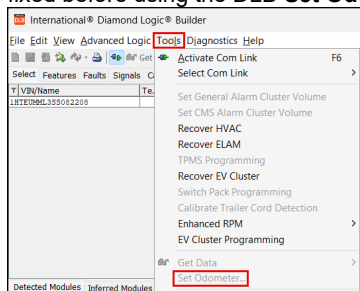 fixed before using the DLB Set Od
International® Diamond Logic® Builder
File Edit View Advanced Logic Tools Diagnostics Help
Get
Activate Com Link F6
Select Com Link
Select Features Faults Signals
VIN/Name Te
1HTEUMML3SS082208
Set General Alarm Cluster Volume
Set CMS Alarm Cluster Volume
Recover HVAC
Recover ELAM
TPMS Programming
Recover EV Cluster
Switch Pack Programming
Calibrate Trailer Cord Detection
Enhanced RPM
EV Cluster Programming
Get Data
Set Odometer...
Detected Modules Inferred Modules